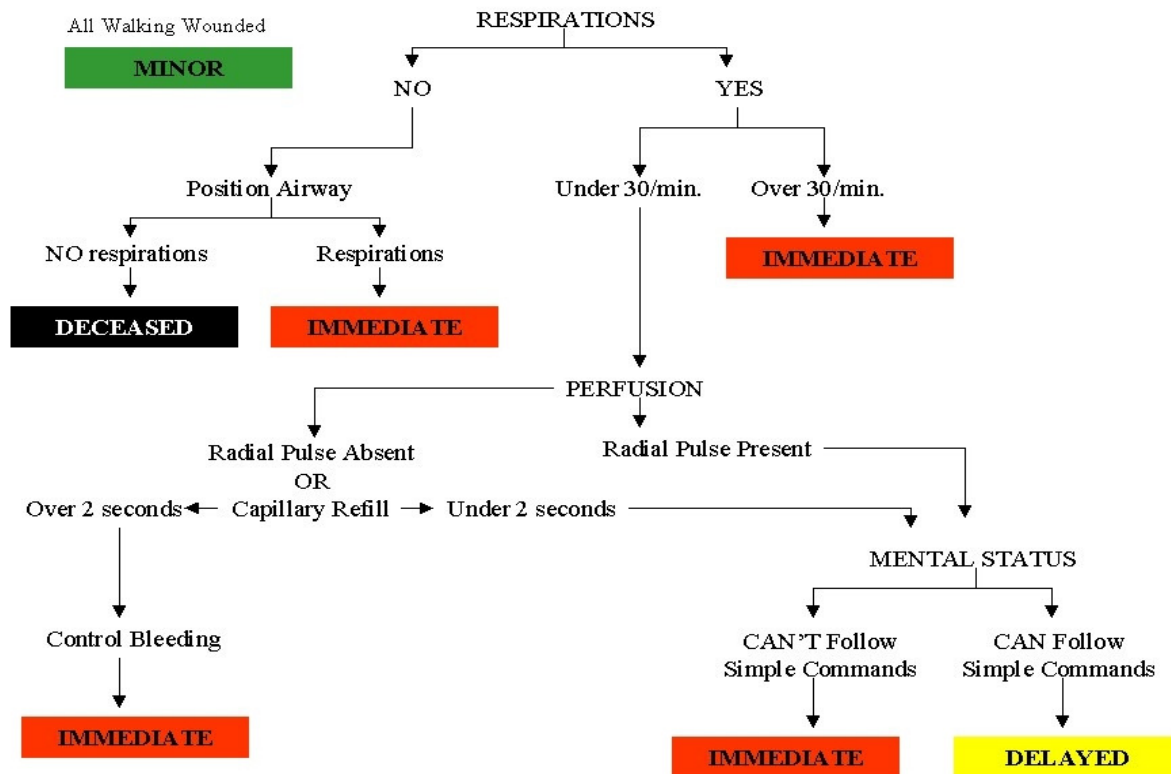 All Walking Wounded
MINOR
RESPIRATIONS
NO
YES
Position Airway
Under 30/min.
Over 30/min.
NO respirations
Respirations
IMMEDIATE
DECEASED
IMMEDIATE
PERFUSION
Radial Pulse Absent
OR
Radial Pulse Present
Over 2 seconds
Capillary Refill
Under 2 seconds
MENTAL STATUS
Control Bleeding
CAN'T Follow
Simple Commands
CAN Follow
Simple Commands
IMMEDIATE
IMMEDIATE
DELAYED